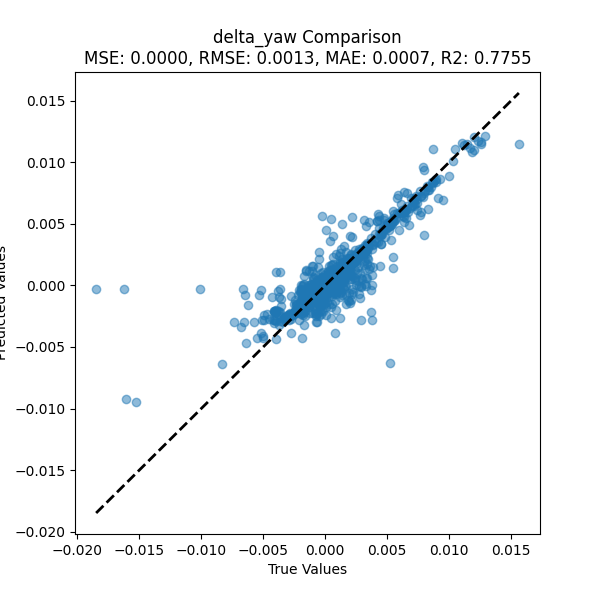 delta_yaw Comparison
MSE: 0.0000, RMSE: 0.0013, MAE: 0.0007, R2: 0.7755
0.015
0.010
0.005
0.000
−0.005
−0.010
−0.015
−0.020
Predicted Values
−0.020 −0.015 −0.010 −0.005 0.000 0.005 0.010 0.015
True Values